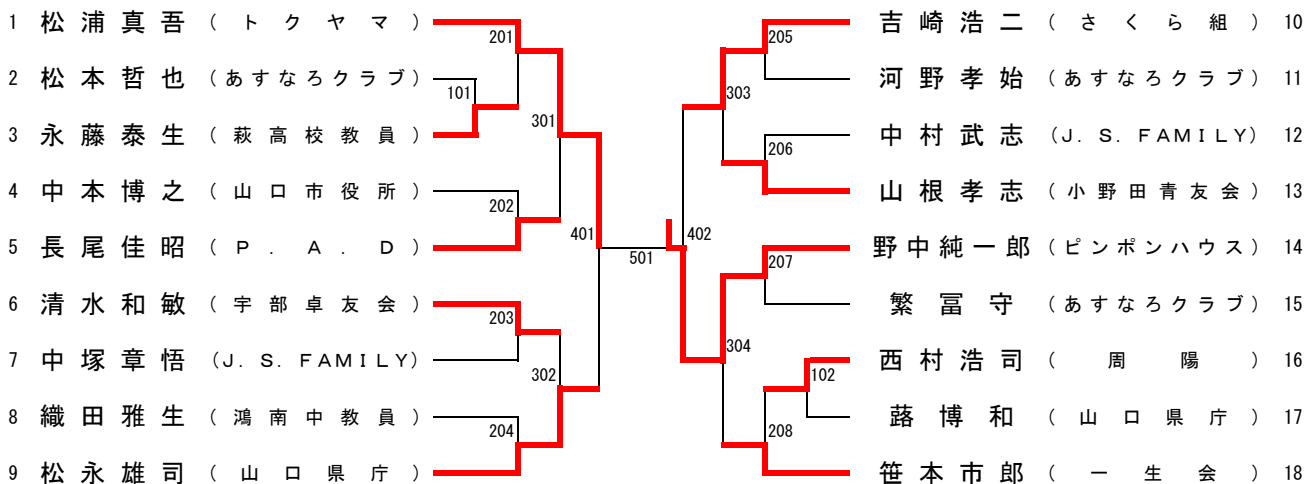 1 松浦真吾 (トクヤマ)
2 松本哲也 (あすなろクラブ)
3 永藤泰生 (萩高校教員)
4 中本博之 (山口市役所)
5 長尾佳昭 (P.A.D)
6 清水和敏 (宇部卓友会)
7 中塚章悟 (J.S.FAMILY)
8 織田雅生 (鴻南中教員)
9 松永雄司 (山口県庁)
101
201
202
203
204
301
302
401
501
402
303
304
205
206
207
208
102
吉崎浩二 (さくら組) 10
河野孝始 (あすなろクラブ) 11
中村武志 (J.S.FAMILY) 12
山根孝志 (小野田青友会) 13
野中純一郎 (ピンポンハウス) 14
繁冨守 (あすなろクラブ) 15
西村浩司 (周陽) 16
蕗博和 (山口県庁) 17
笹本市郎 (一生会) 18